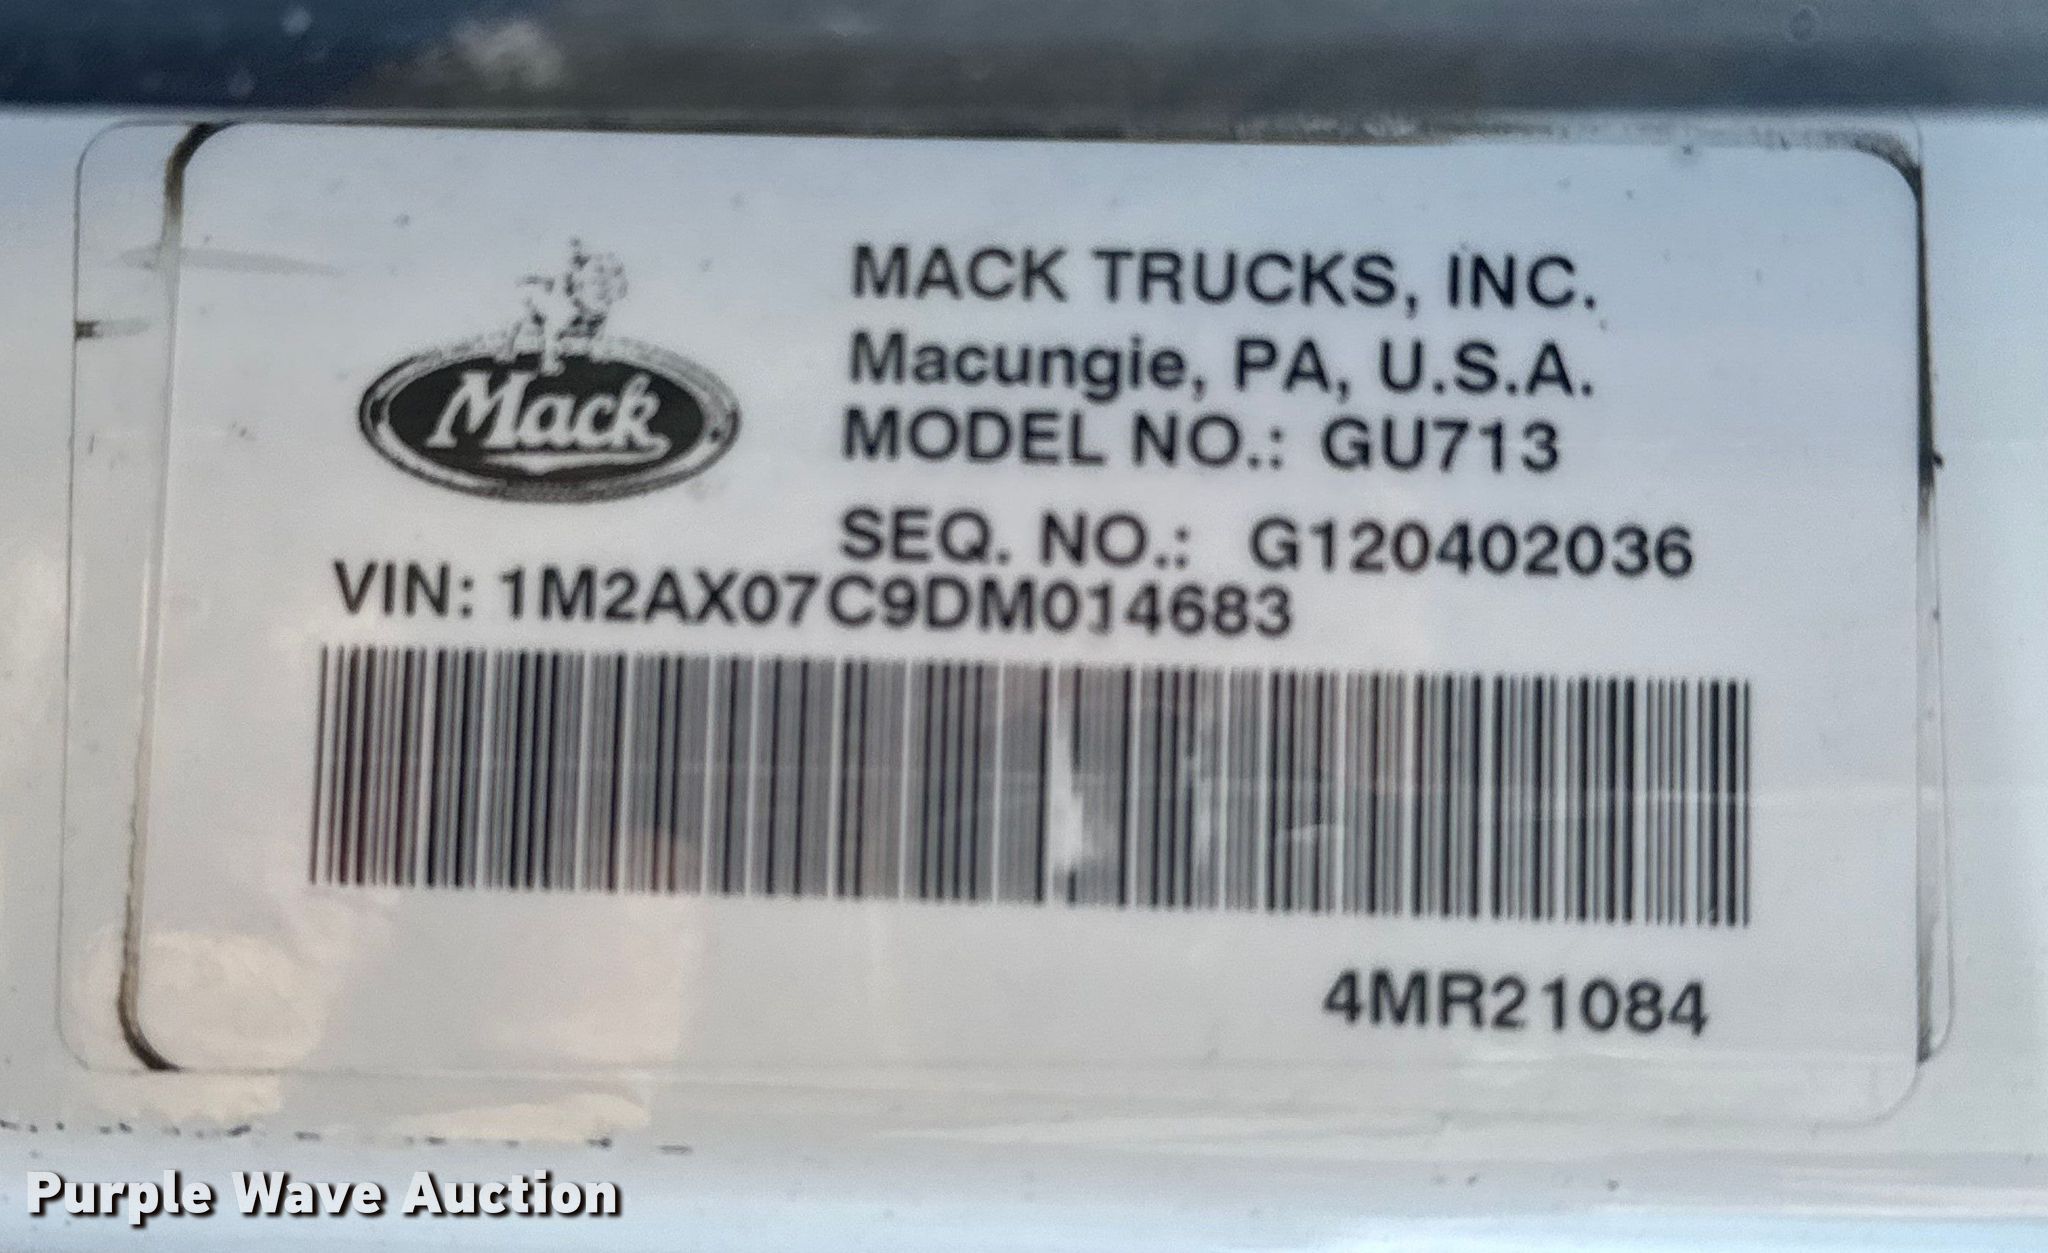 Mack
MACK TRUCKS, INC.
Macungie, PA, U.S.A.
MODEL NO.: GU713
SEQ. NO.: G120402036
VIN: 1M2AX07C9DM014683
4MR21084
Purple Wave Auction